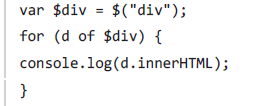 var $div = $("div");
for (d of $div) {
console.log(d.innerHTML);
}